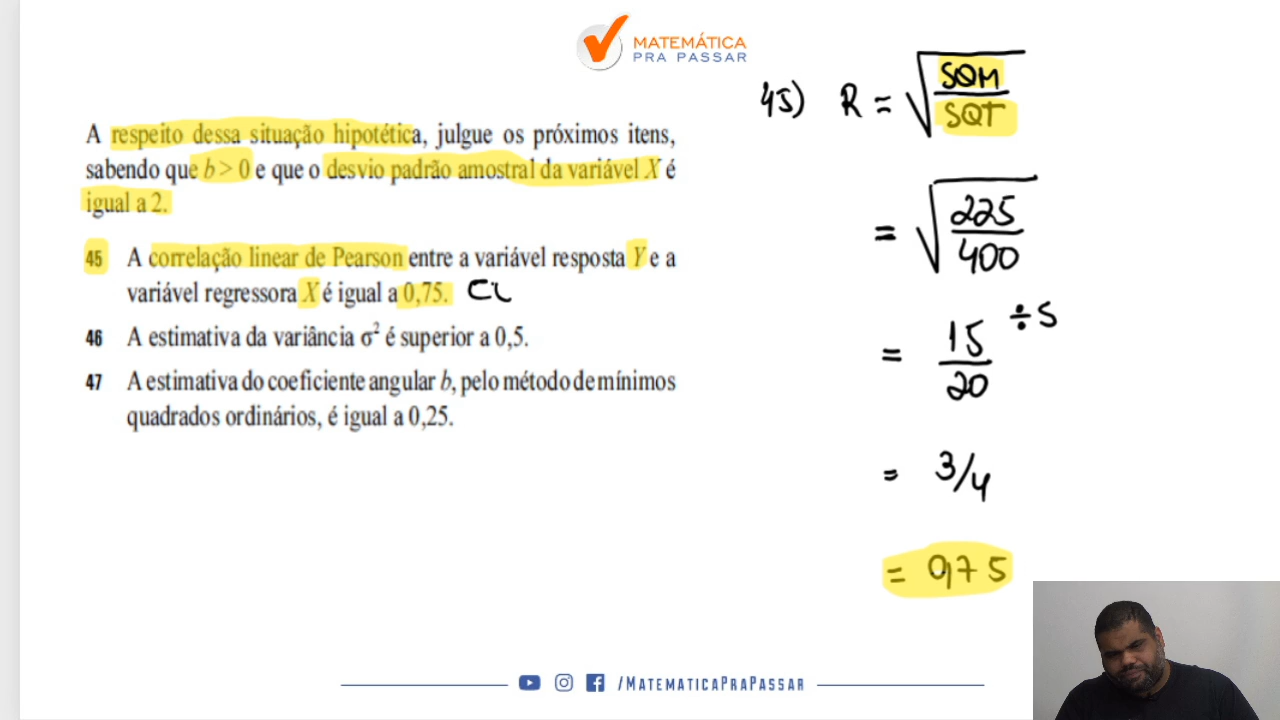 MATEMÁTICA
PRA PASSAR
A respeito dessa situação hipotética, julgue os próximos itens,
sabendo que b > 0 e que o desvio padrão amostral da variável X é
igual a 2.
45 A correlação linear de Pearson entre a variável resposta Y e a
variável regressora X é igual a 0,75.
46 A estimativa da variância σ² é superior a 0,5.
47 A estimativa do coeficiente angular b, pelo método de mínimos
quadrados ordinários, é igual a 0,25.
45) R = √SQM/SQT
= √225/400
= 15/20 ÷5
= 3/4
= 0,75
/MATEMATICAPRAPASSAR